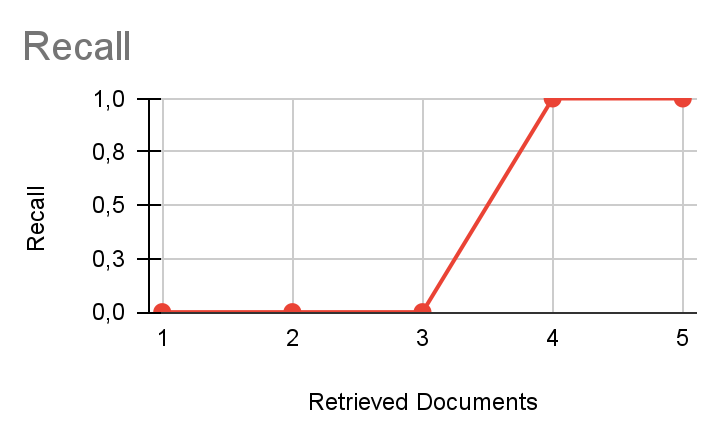 Recall
1,0
0,8
0,5
0,3
0,0
Recall
1 2 3 4 5
Retrieved Documents